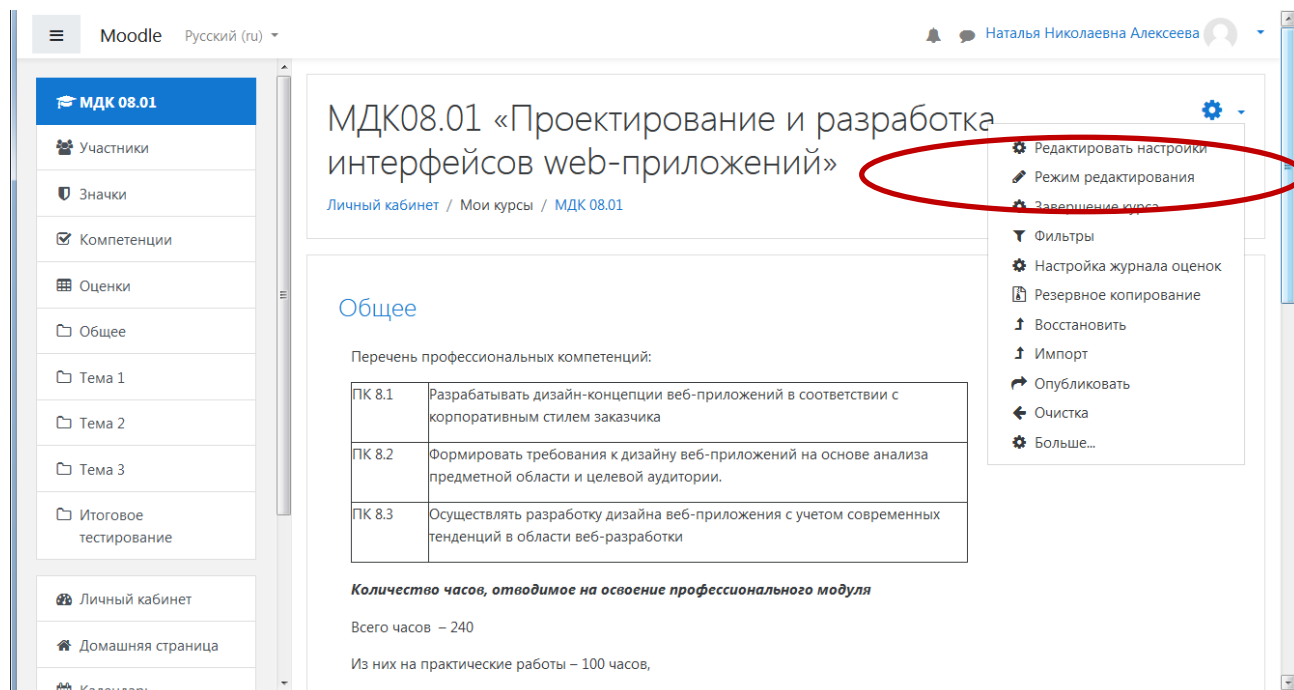 Moodle Русский (ru)
Наталья Николаевна Алексеева
МДК 08.01
Участники
Значки
Компетенции
Оценки
Общее
Тема 1
Тема 2
Тема 3
Итоговое
тестирование
Личный кабинет
Домашняя страница
Календарь
МДК08.01 «Проектирование и разработка
интерфейсов web-приложений»
Личный кабинет / Мои курсы / МДК 08.01
Редактировать настройки
Режим редактирования
Завершение курса
Фильтры
Настройка журнала оценок
Резервное копирование
Восстановить
Импорт
Опубликовать
Очистка
Больше...
Общее
Перечень профессиональных компетенций:
ПК 8.1 Разрабатывать дизайн-концепции веб-приложений в соответствии с
корпоративным стилем заказчика
ПК 8.2 Формировать требования к дизайну веб-приложений на основе анализа
предметной области и целевой аудитории.
ПК 8.3 Осуществлять разработку дизайна веб-приложения с учетом современных
тенденций в области веб-разработки
Количество часов, отводимое на освоение профессионального модуля
Всего часов – 240
Из них на практические работы – 100 часов,